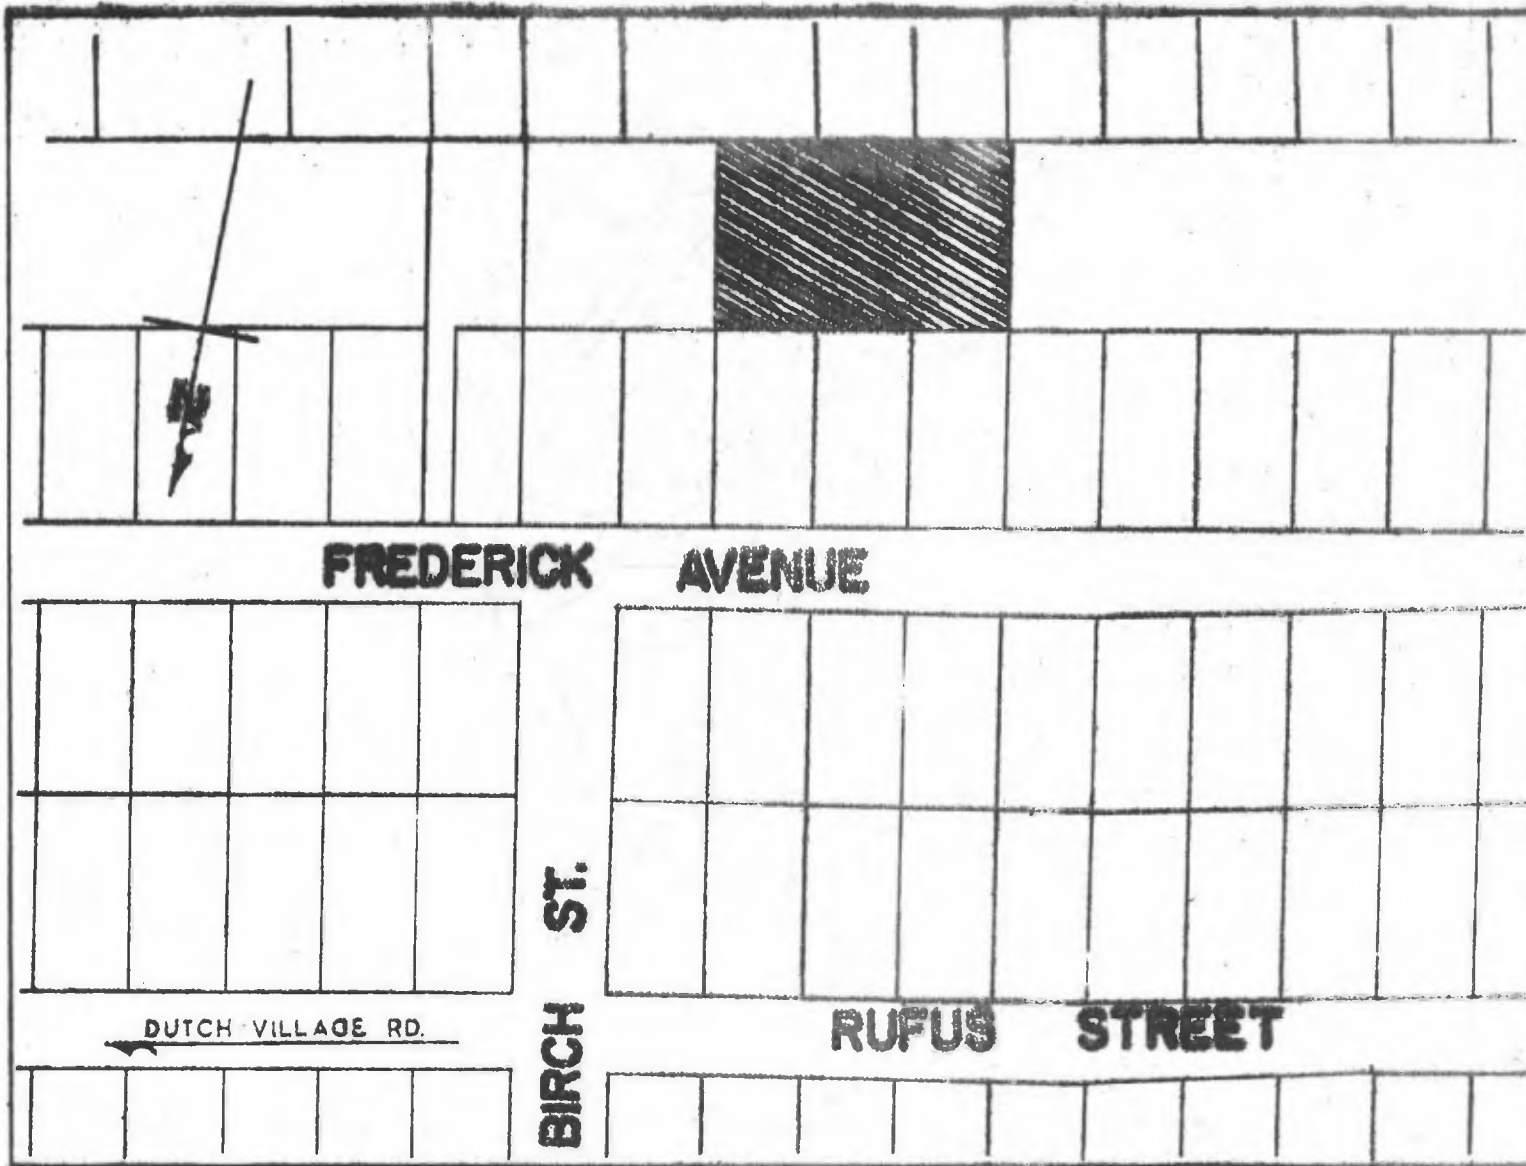 N
FREDERICK AVENUE
BIRCH ST.
DUTCH VILLAGE RD.
RUFUS STREET